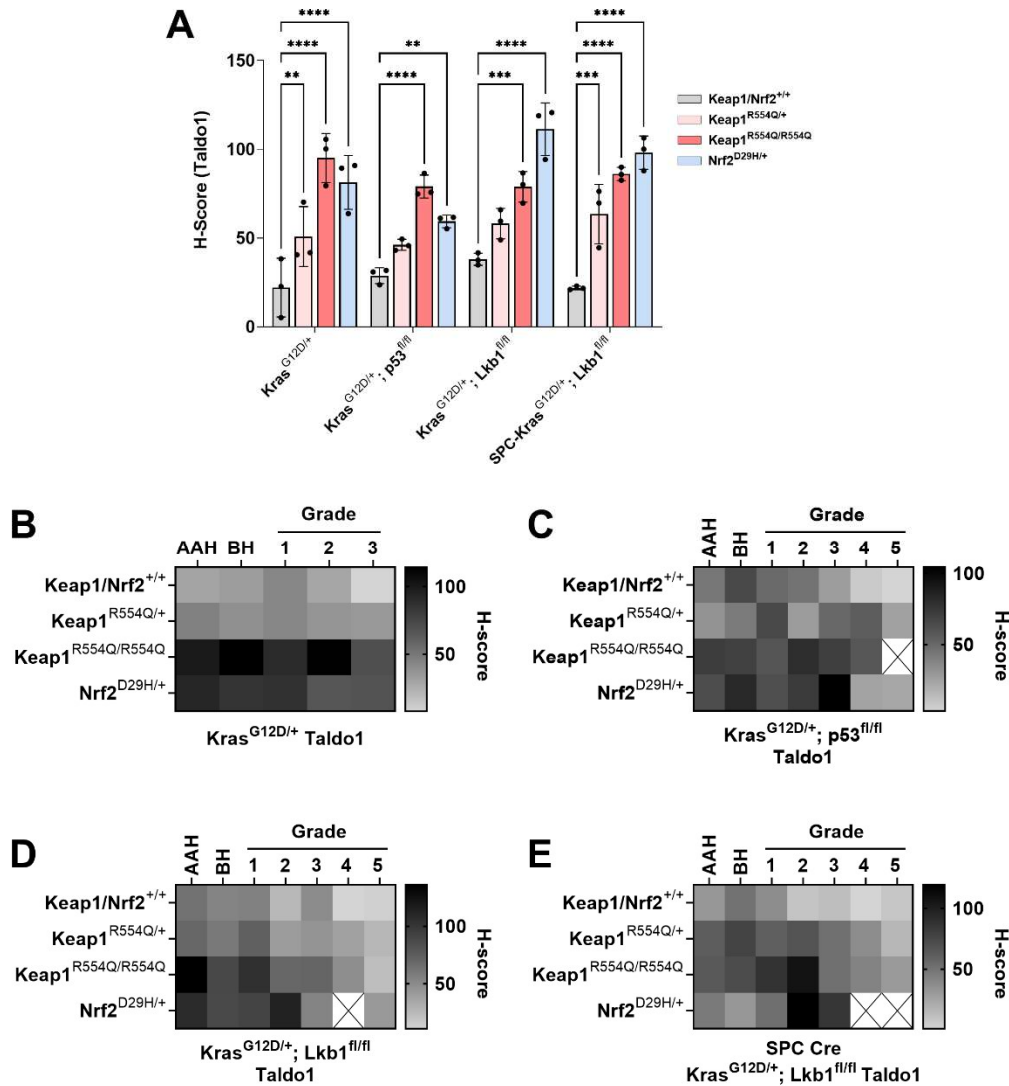 A
****
****
**
**
****
****
***
****
****
***
150
100
50
0
H-Score (Taldo1)
Keap1/Nrf2+/+
Keap1R554Q/+
Keap1R554Q/R554Q
Nrf2D29H/+
KrasG12D/+
KrasG12D/+; p53fl/fl
KrasG12D/+; Lkb1fl/fl
SPC-KrasG12D/+; Lkb1fl/fl
B
Grade
AAH BH 1 2 3
Keap1/Nrf2+/+
Keap1R554Q/+
Keap1R554Q/R554Q
Nrf2D29H/+
100
50
H-score
KrasG12D/+ Taldo1
C
Grade
AAH BH 1 2 3 4 5
Keap1/Nrf2+/+
Keap1R554Q/+
Keap1R554Q/R554Q
Nrf2D29H/+
100
50
H-score
KrasG12D/+; p53fl/fl
Taldo1
D
Grade
AAH BH 1 2 3 4 5
Keap1/Nrf2+/+
Keap1R554Q/+
Keap1R554Q/R554Q
Nrf2D29H/+
100
50
H-score
KrasG12D/+; Lkb1fl/fl
Taldo1
E
Grade
AAH BH 1 2 3 4 5
Keap1/Nrf2+/+
Keap1R554Q/+
Keap1R554Q/R554Q
Nrf2D29H/+
100
50
H-score
SPC Cre
KrasG12D/+; Lkb1fl/fl Taldo1